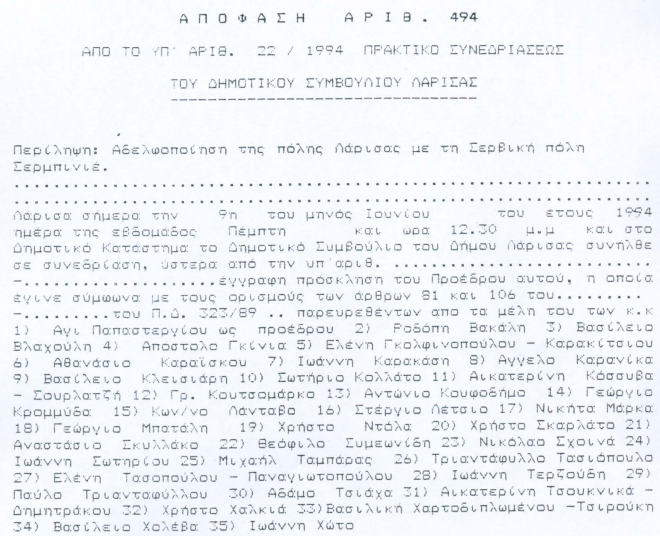 ΑΠΟΦΑΣΗ ΑΡΙΘ. 494
ΑΠΟ ΤΟ ΥΠ' ΑΡΙΘ. 22 / 1994 ΠΡΑΚΤΙΚΟ ΣΥΝΕΔΡΙΑΣΕΩΣ
ΤΟΥ ΔΗΜΟΤΙΚΟΥ ΣΥΜΒΟΥΛΙΟΥ ΛΑΡΙΣΑΣ
--------------------------------
Περίληψη: Αδελφοποίηση της πόλης Λάρισας με τη Σερβική πόλη
Σερμπινιέ.
.................................................................
.................................................................
Λάρισα σήμερα την 9η του μηνός Ιουνίου του έτους 1994
ημέρα της εβδομάδος Πέμπτη και ώρα 12.30 μ.μ και στο
Δημοτικό Κατάστημα το Δημοτικό Συμβούλιο του Δήμου Λάρισας συνήλθε
σε συνεδρίαση, ύστερα από την υπ'αριθ. ..........................
-....................έγγραφη πρόσκληση του Προέδρου αυτού, η οποία
έγινε σύμφωνα με τους ορισμούς των άρθρων 81 και 106 του.........
-.........του Π.Δ. 323/89 .. παρευρεθέντων απο τα μέλη του των κ.κ
1) Αγι Παπαστεργίου ως προέδρου 2) Ροδόπη Βακάλη 3) Βασίλειο
Βλαχούλη 4) Αποστολο Γκίνια 5) Ελένη Γκολφινοπούλου - Καρακίτσιου
6) Αθανάσιο Καραϊσκου 7) Ιωάννη Καρακάση 8) Αγγελο Καρανίκα
9) Βασίλειο Κλεισιάρη 10) Σωτήριο Κολλάτο 11) Αικατερίνη Κόσσυβα
- Σουρλατζή 12) Γρ. Κουτσομάρκο 13) Αντώνιο Κουφοδήμο 14) Γεώργιο
Κρομμύδα 15) Κων/νο Λάνταβο 16) Στέργιο Λέτσιο 17) Νικήτα Μάρκα
18) Γεώργιο Μπατάλη 19) Χρήστο Ντόλα 20) Χρήστο Σκαρλάτο 21)
Αναστάσιο Σκυλλάκο 22) Θεόφιλο Συμεωνίδη 23) Νικόλαο Σχοινά 24)
Ιωάννη Σωτηρίου 25) Μιχαήλ Ταμπάρας 26) Τριαντάφυλλο Τασιόπουλο
27) Ελένη Τασοπούλου - Παναγιωτοπούλου 28) Ιωάννη Τερζούδη 29)
Παύλο Τριανταφύλλου 30) Αδάμο Τσιάχα 31) Αικατερίνη Τσουκνικά -
Δημητράκου 32) Χρήστο Χαλκιά 33)Βασιλική Χαρτοδιπλωμένου -Τσιρούκη
34) Βασίλειο Χολέβα 35) Ιωάννη Χώτο